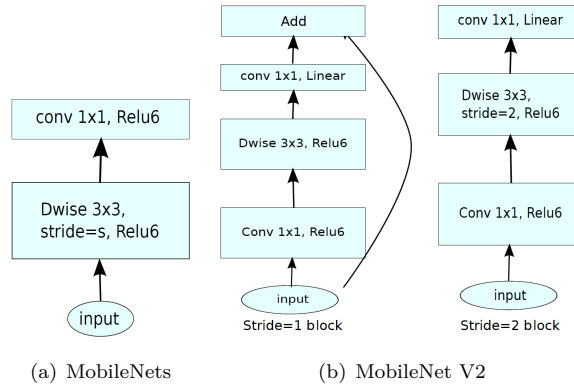 conv 1x1, Relu6
Dwise 3x3,
stride=s, Relu6
input
(a) MobileNets
Add
conv 1x1, Linear
Dwise 3x3, Relu6
Conv 1x1, Relu6
input
Stride=1 block
conv 1x1, Linear
Dwise 3x3,
stride=2, Relu6
Conv 1x1, Relu6
input
Stride=2 block
(b) MobileNet V2